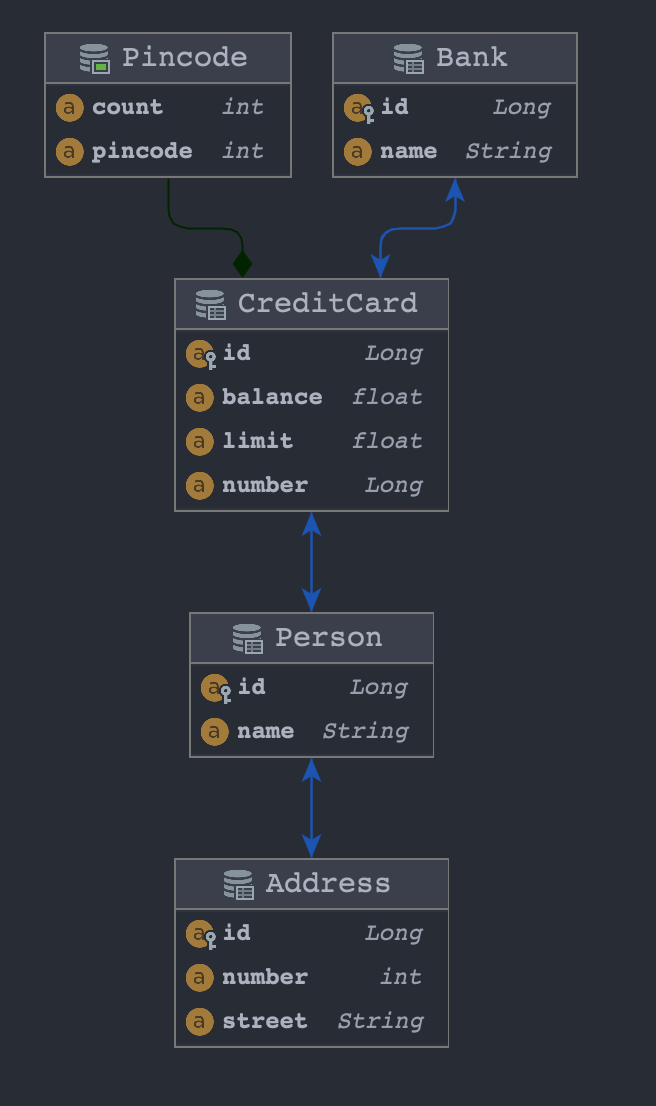 Pincode
count int
pincode int
Bank
id Long
name String
CreditCard
id Long
balance float
limit float
number Long
Person
id Long
name String
Address
id Long
number int
street String